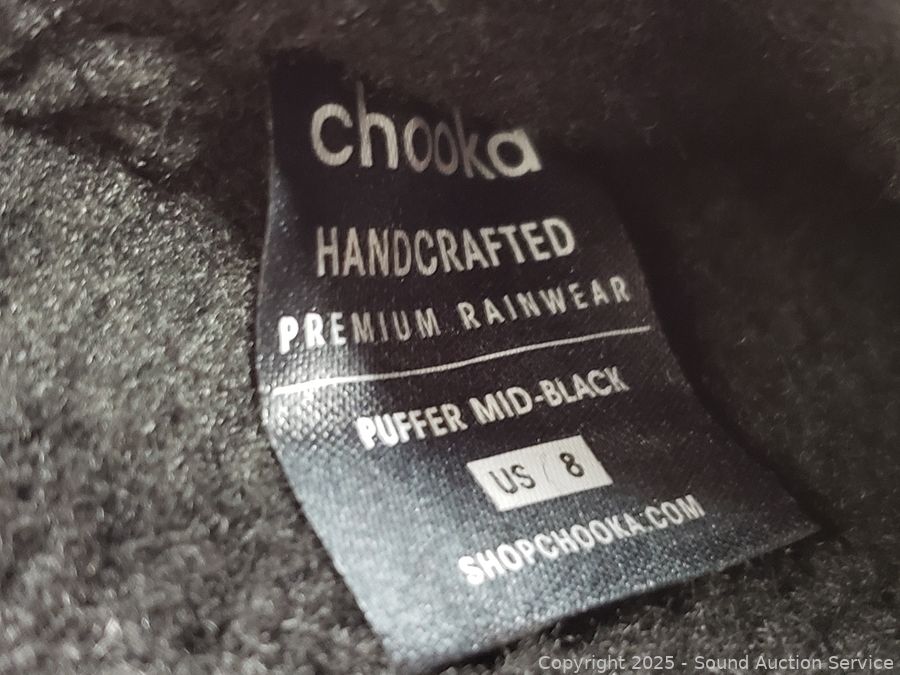 chooka
HANDCRAFTED
PREMIUM RAINWEAR
PUFFER MID-BLACK
US / 8
SHOPCHOOKA.COM
Copyright 2025 - Sound Auction Service